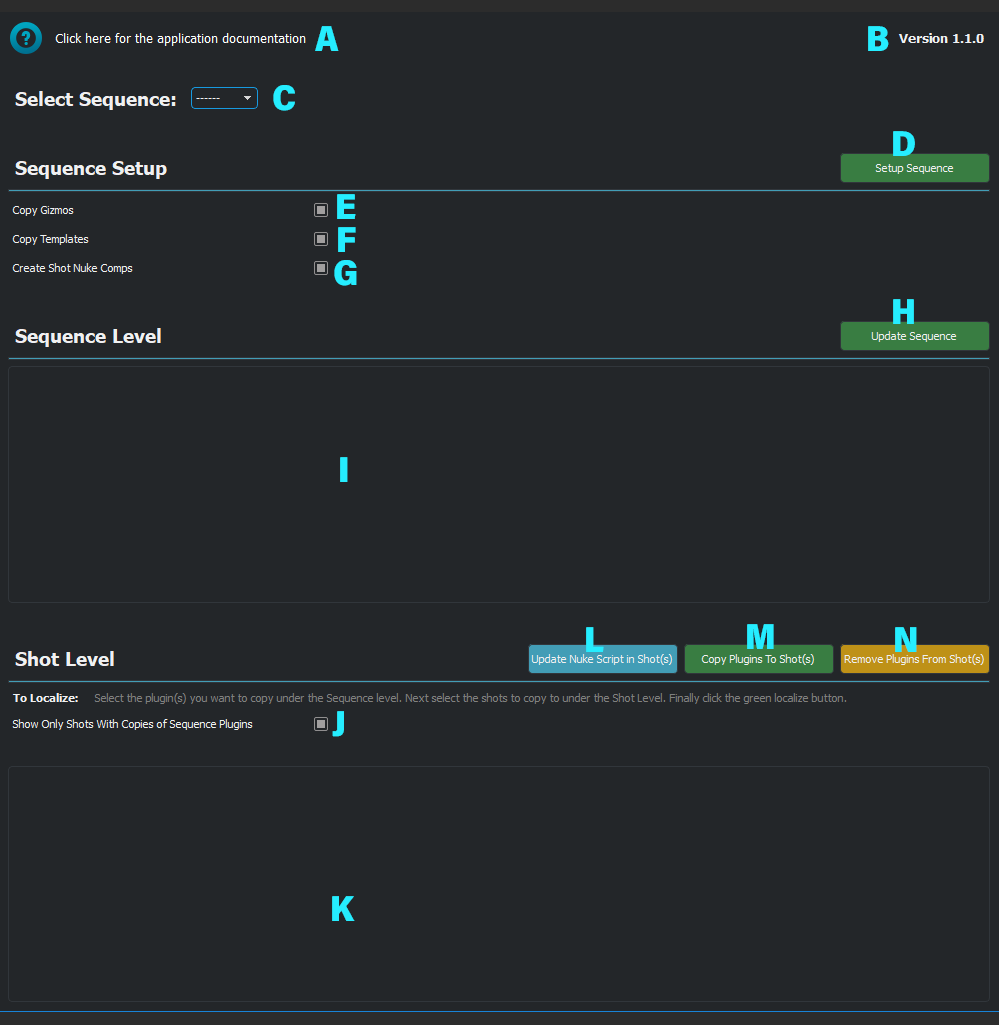 Click here for the application documentation A
B Version 1.1.0
Select Sequence: ------ C
D
Sequence Setup Setup Sequence
Copy Gizmos E
Copy Templates F
Create Shot Nuke Comps G
H
Sequence Level Update Sequence
I
L M N
Shot Level Update Nuke Script in Shot(s) Copy Plugins To Shot(s) Remove Plugins From Shot(s)
To Localize: Select the plugin(s) you want to copy under the Sequence level. Next select the shots to copy to under the Shot Level. Finally click the green localize button.
Show Only Shots With Copies of Sequence Plugins J
K